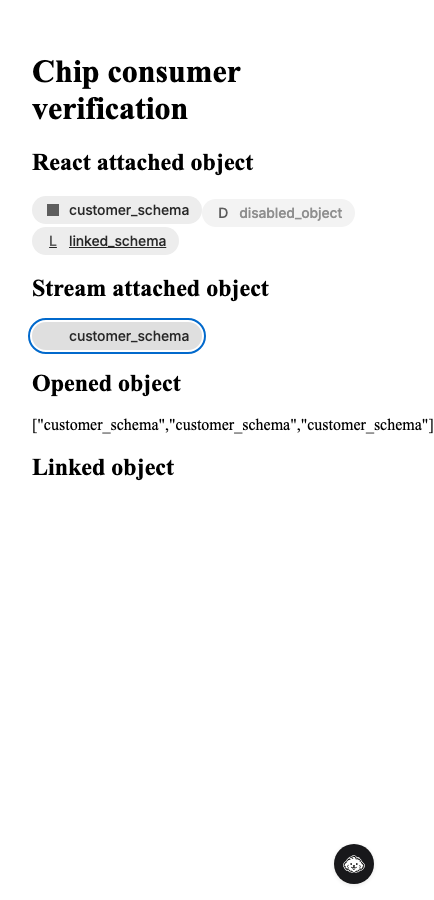 Chip consumer
verification
React attached object
customer_schema D disabled_object
L linked_schema
Stream attached object
customer_schema
Opened object
["customer_schema","customer_schema","customer_schema"]
Linked object